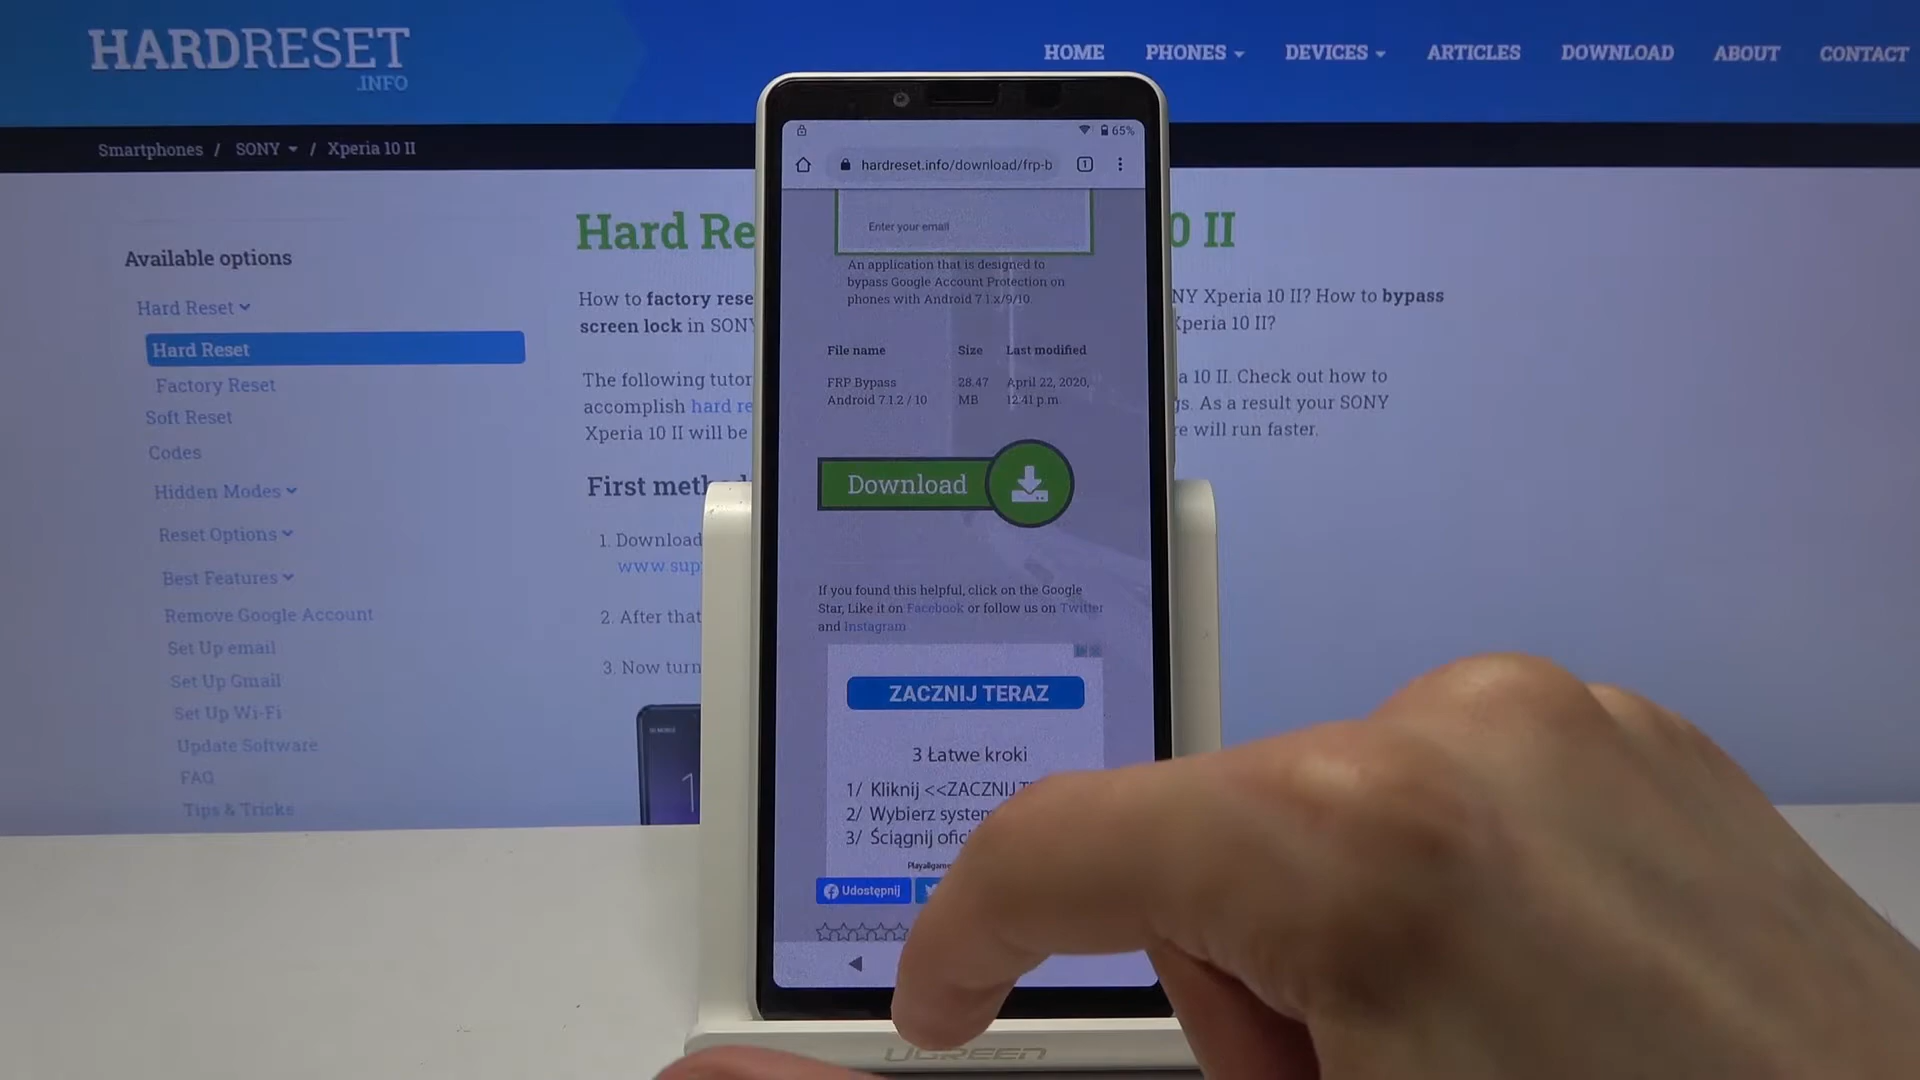 HARDRESET
.INFO
HOME PHONES DEVICES ARTICLES DOWNLOAD ABOUT CONTACT
Smartphones / SONY / Xperia 10 II
Available options
Hard Reset
Hard Reset
Factory Reset
Soft Reset
Codes
Hidden Modes
Reset Options
Best Features
Remove Google Account
Set Up email
Set Up Gmail
Set Up Wi-Fi
Update Software
FAQ
Tips & Tricks
Hard Re
0 II
How to factory rese
NY Xperia 10 II? How to bypass
screen lock in SONY
Xperia 10 II?
The following tutor
a 10 II. Check out how to
accomplish hard re
gs. As a result your SONY
Xperia 10 II will be
re will run faster.
First meth
1. Download
www.sup
2. After that
3. Now turn
65%
hardreset.info/download/frp-b
1
Enter your email
An application that is designed to
bypass Google Account Protection on
phones with Android 7.1.x/9/10.
File name Size Last modified
FRP Bypass 28.47 April 22, 2020,
Android 7.1.2 / 10 MB 12:41 p.m.
Download
If you found this helpful, click on the Google
Star, Like it on Facebook or follow us on Twitter
and Instagram
ZACZNIJ TERAZ
3 Łatwe kroki
1/ Kliknij <<ZACZNIJ T
2/ Wybierz system
3/ Ściągnij ofic
Playallgame
Udostępnij
UGREEN